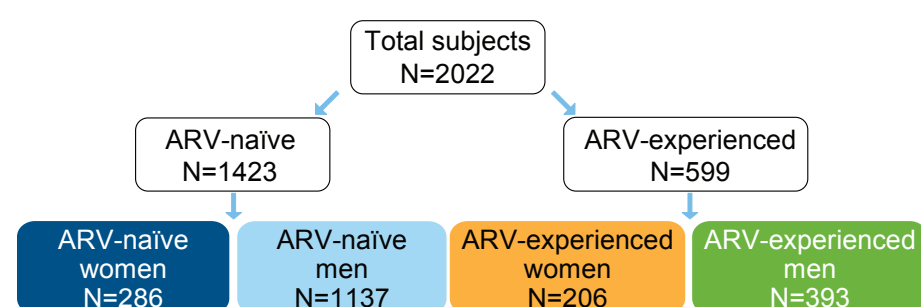 Total subjects
N=2022
ARV-naïve
N=1423
ARV-experienced
N=599
ARV-naïve
women
N=286
ARV-naïve
men
N=1137
ARV-experienced
women
N=206
ARV-experienced
men
N=393